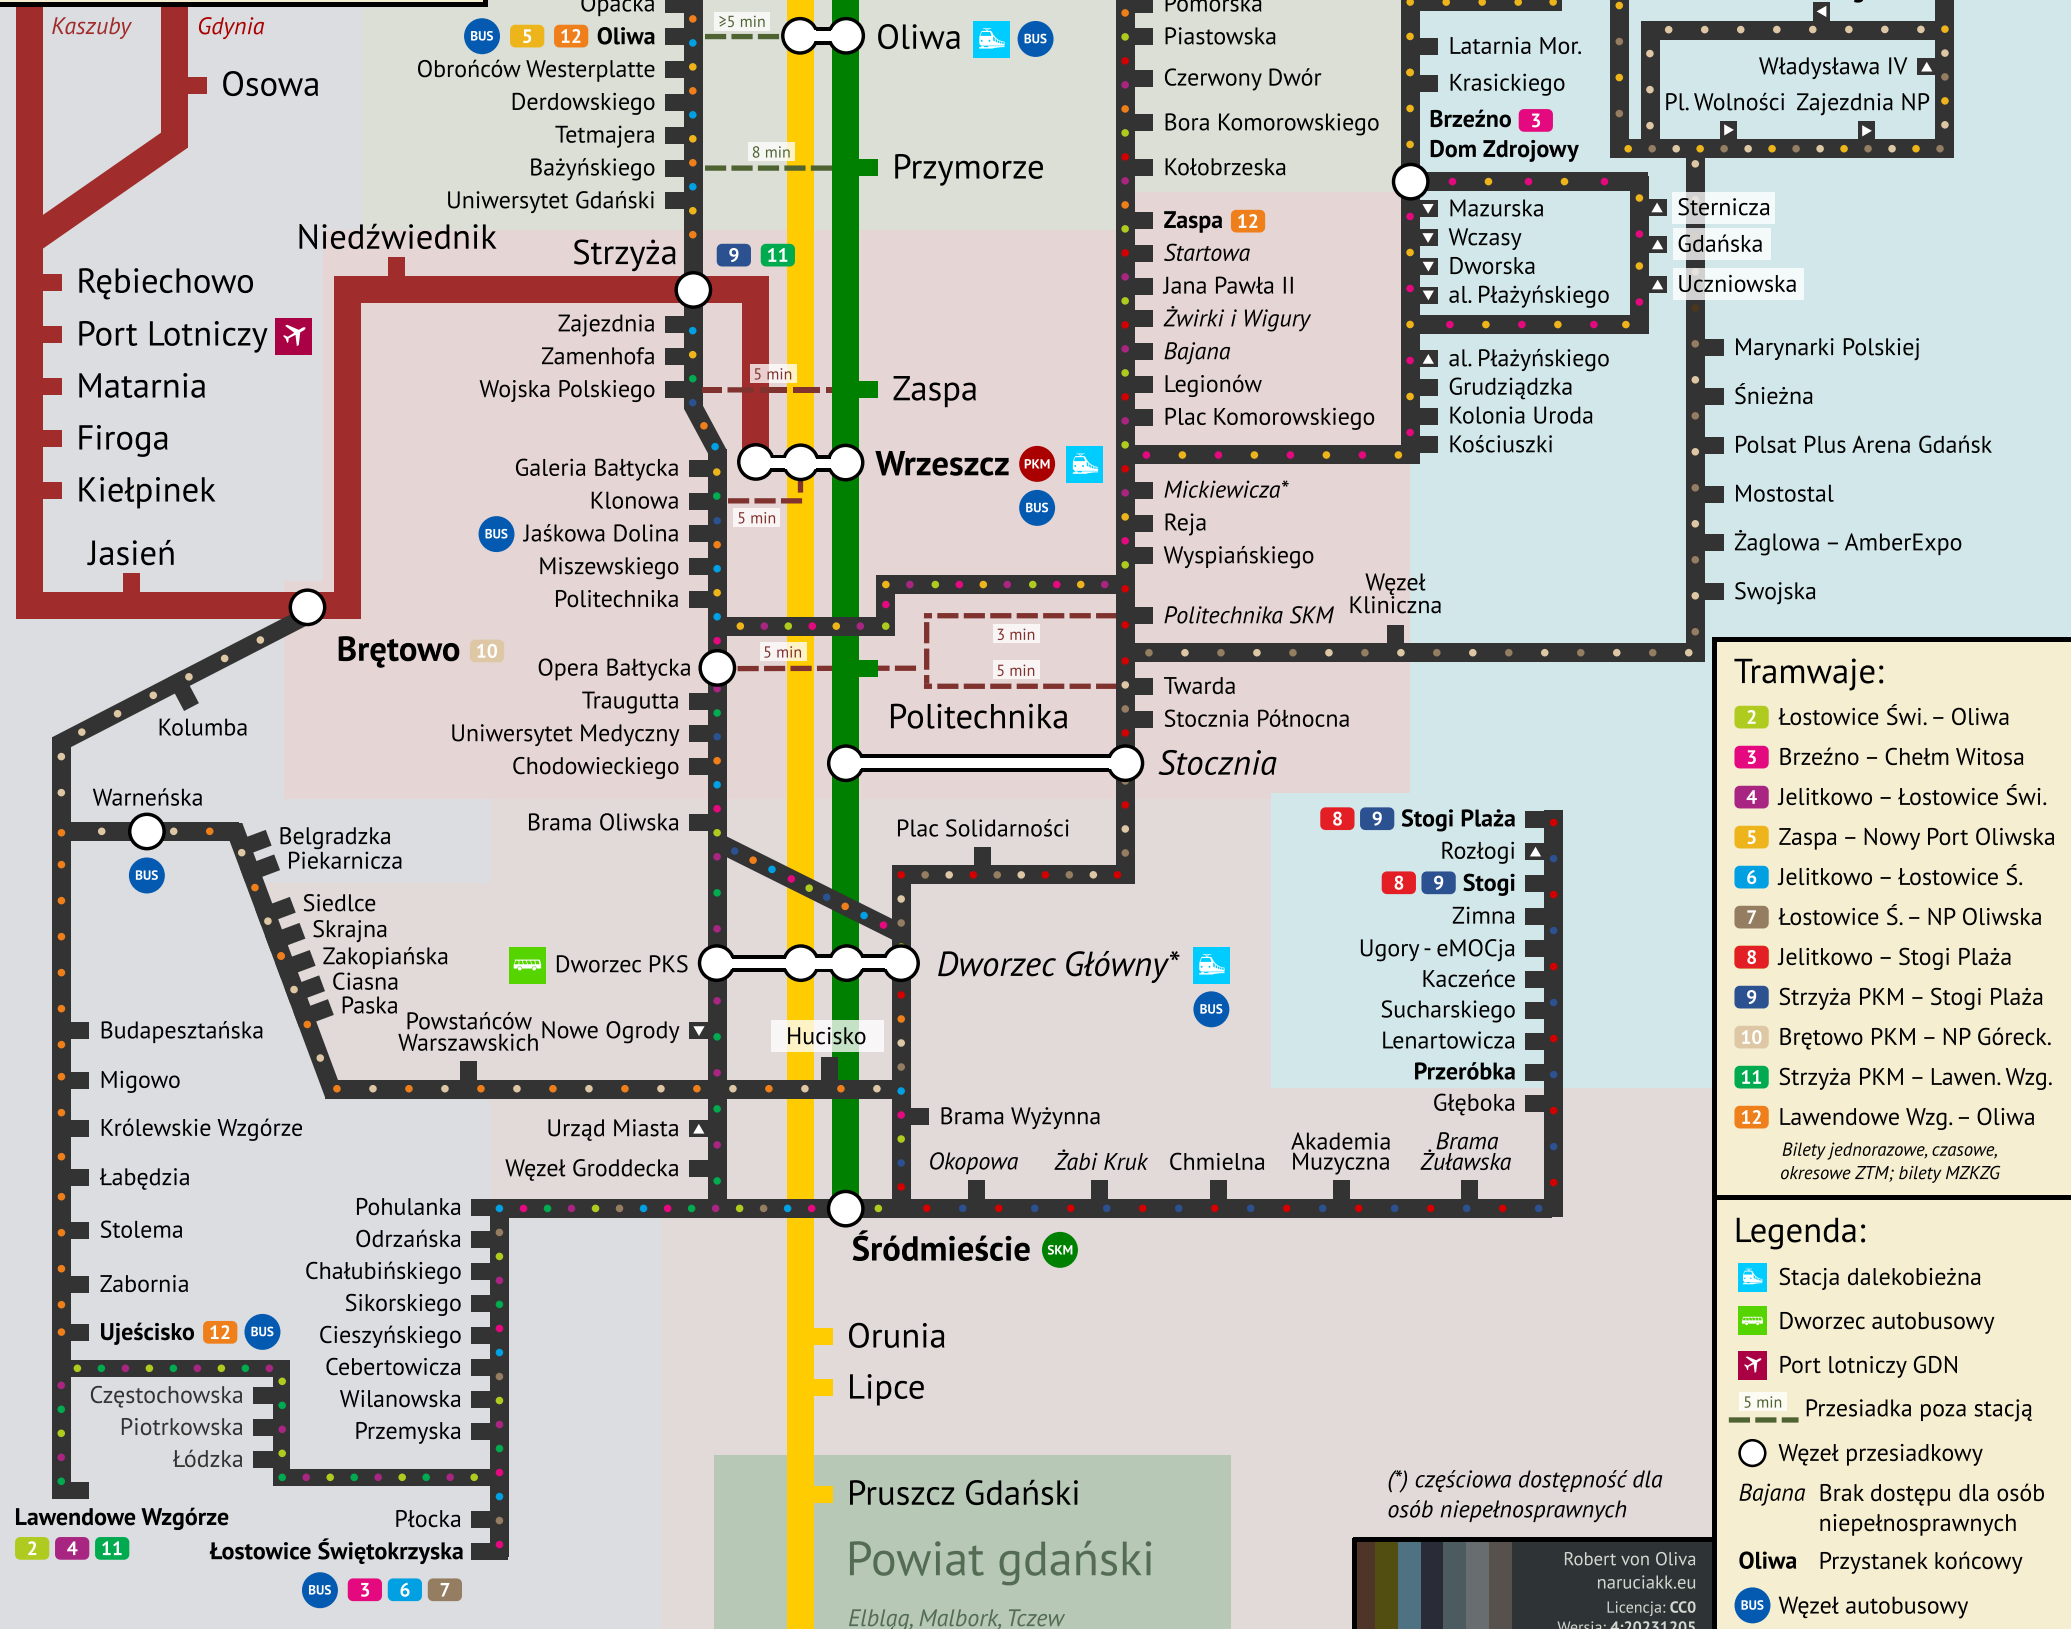 Kaszuby
Gdynia
Osowa
Rębiechowo
Port Lotniczy
Matarnia
Firoga
Kiełpinek
Jasień
Niedźwiednik
Brętowo 10
Kolumba
Warneńska
BUS
Belgradzka
Piekarnicza
Siedlce
Skrajna
Zakopiańska
Ciasna
Paska
Powstańców
Warszawskich
Hucisko
Budapesztańska
Migowo
Królewskie Wzgórze
Łabędzia
Stolema
Zabornia
Ujeścisko 12 BUS
Częstochowska
Piotrkowska
Łódzka
Lawendowe Wzgórze
2 4 11
Opacka
BUS 5 12 Oliwa
Obrońców Westerplatte
Derdowskiego
Tetmajera
Bażyńskiego
Uniwersytet Gdański
Strzyża 9 11
Zajezdnia
Zamenhofa
Wojska Polskiego
Galeria Bałtycka
Klonowa
BUS Jaśkowa Dolina
Miszewskiego
Politechnika
Opera Bałtycka
Traugutta
Uniwersytet Medyczny
Chodowieckiego
Brama Oliwska
Dworzec PKS
Nowe Ogrody
Urząd Miasta
Węzeł Groddecka
Pohulanka
Odrzańska
Chałubińskiego
Sikorskiego
Cieszyńskiego
Cebertowicza
Wilanowska
Przemyska
Płocka
Łostowice Świętokrzyska
BUS 3 6 7
⩾5 min
8 min
5 min
5 min
5 min
3 min
5 min
Oliwa BUS
Przymorze
Zaspa
Wrzeszcz PKM
BUS
Politechnika
Stocznia
Plac Solidarności
Dworzec Główny*
BUS
Brama Wyżynna
Śródmieście SKM
Orunia
Lipce
Pruszcz Gdański
Powiat gdański
Elbląg, Malbork, Tczew
Pomorska
Piastowska
Czerwony Dwór
Bora Komorowskiego
Kołobrzeska
Zaspa 12
Startowa
Jana Pawła II
Żwirki i Wigury
Bajana
Legionów
Plac Komorowskiego
Mickiewicza*
Reja
Wyspiańskiego
Politechnika SKM
Twarda
Stocznia Północna
Węzeł
Kliniczna
Latarnia Mor.
Krasickiego
Brzeźno 3
Dom Zdrojowy
Mazurska
Wczasy
Dworska
al. Płażyńskiego
al. Płażyńskiego
Grudziądzka
Kolonia Uroda
Kościuszki
Sternicza
Gdańska
Uczniowska
Władysława IV
Pl. Wolności Zajezdnia NP
Marynarki Polskiej
Śnieżna
Polsat Plus Arena Gdańsk
Mostostal
Żaglowa – AmberExpo
Swojska
8 9 Stogi Plaża
Rozłogi
8 9 Stogi
Zimna
Ugory - eMOCja
Kaczeńce
Sucharskiego
Lenartowicza
Przeróbka
Głęboka
Okopowa
Żabi Kruk
Chmielna
Akademia
Muzyczna
Brama
Żuławska
Tramwaje:
2 Łostowice Świ. – Oliwa
3 Brzeźno – Chełm Witosa
4 Jelitkowo – Łostowice Świ.
5 Zaspa – Nowy Port Oliwska
6 Jelitkowo – Łostowice Ś.
7 Łostowice Ś. – NP Oliwska
8 Jelitkowo – Stogi Plaża
9 Strzyża PKM – Stogi Plaża
10 Brętowo PKM – NP Góreck.
11 Strzyża PKM – Lawen. Wzg.
12 Lawendowe Wzg. – Oliwa
Bilety jednorazowe, czasowe,
okresowe ZTM; bilety MZKZG
Legenda:
Stacja dalekobieżna
Dworzec autobusowy
Port lotniczy GDN
5 min Przesiadka poza stacją
Węzeł przesiadkowy
Bajana Brak dostępu dla osób
niepełnosprawnych
Oliwa Przystanek końcowy
BUS Węzeł autobusowy
(*) częściowa dostępność dla
osób niepełnosprawnych
Robert von Oliva
naruciakk.eu
Licencja: CC0
Wersja: 4:20231205